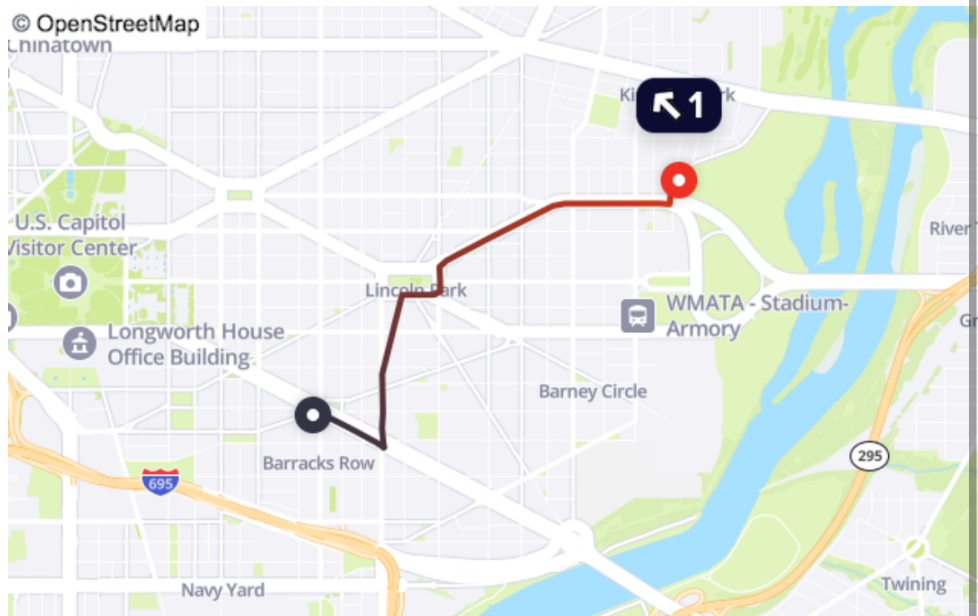 © OpenStreetMap
Chinatown
1
U.S. Capitol
Visitor Center
River
Lincoln Park
WMATA - Stadium-
Armory
Longworth House
Office Building
Barney Circle
Barracks Row
295
695
Navy Yard
Twining